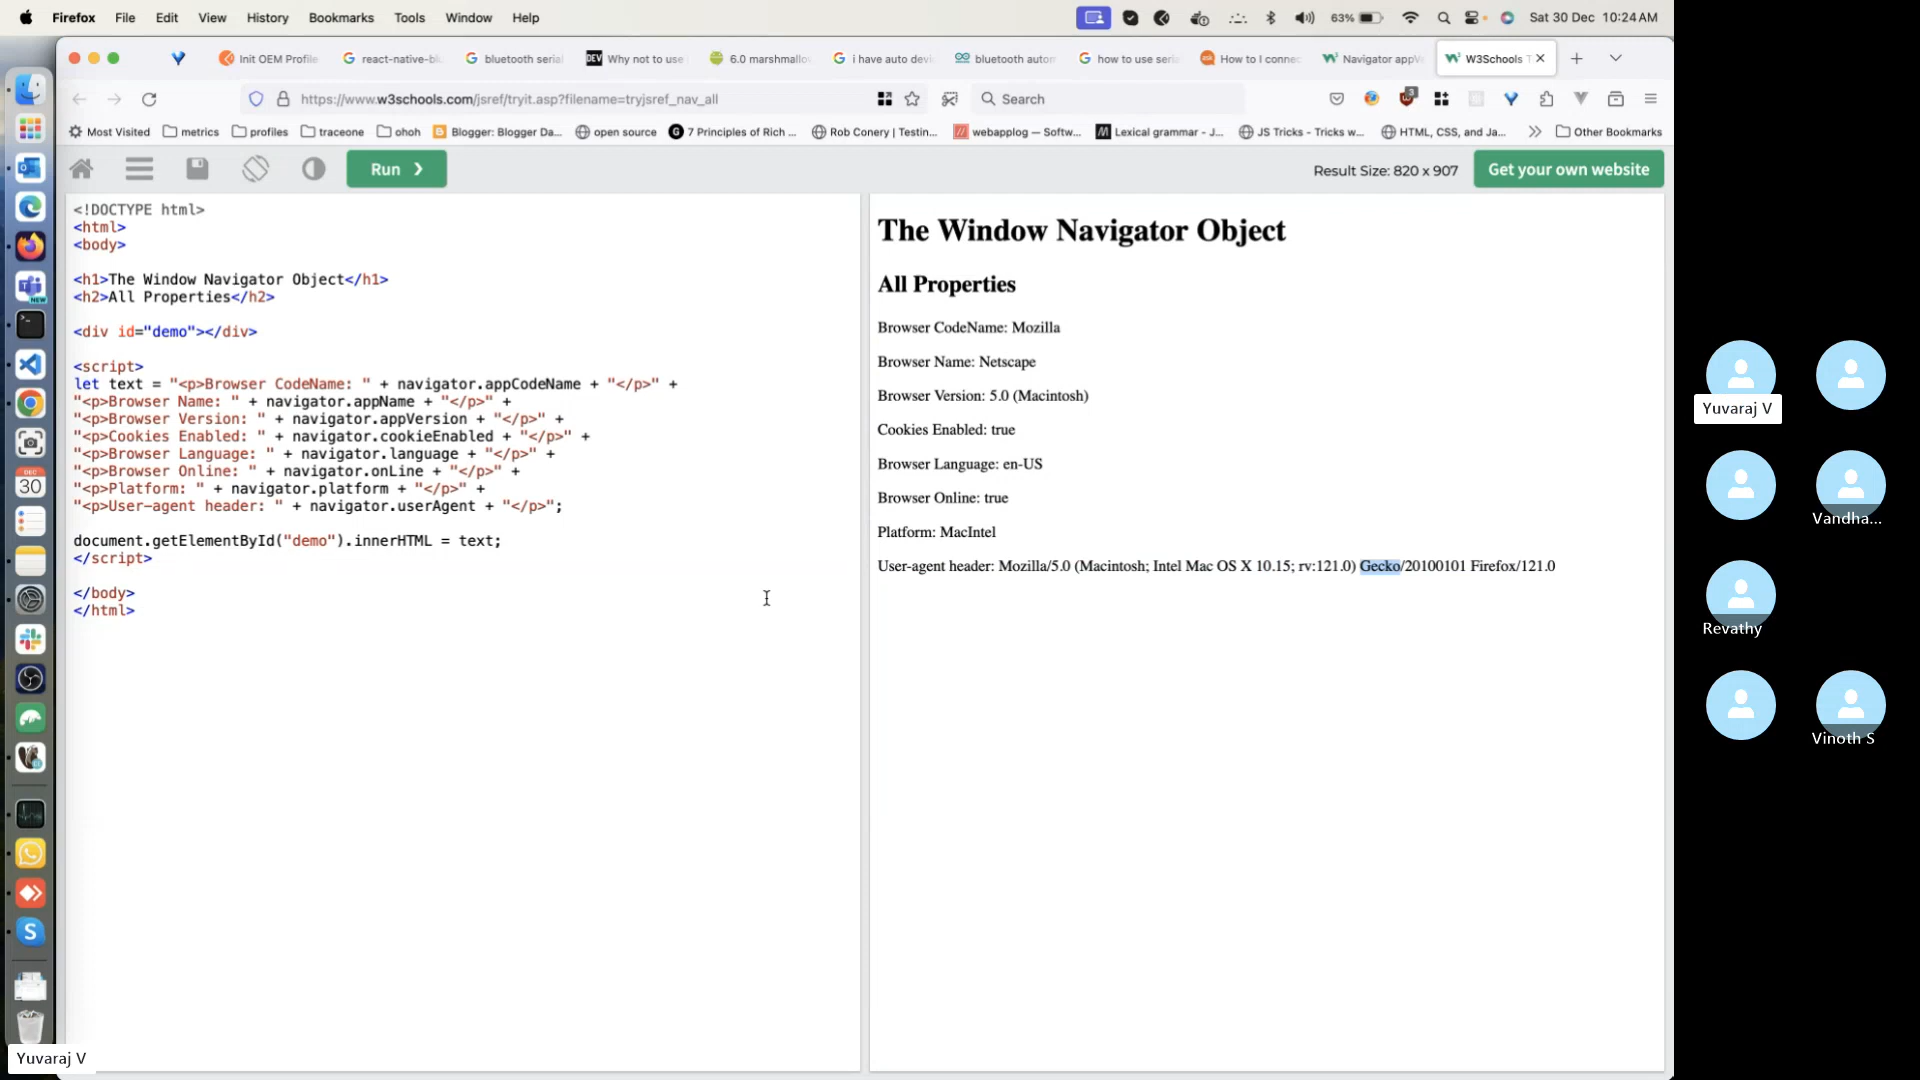 Firefox File Edit View History Bookmarks Tools Window Help 63% Sat 30 Dec 10:24 AM
Init OEM Profile react-native-bl bluetooth serial Why not to use 6.0 marshmallow i have auto devi bluetooth auton how to use seria How to I connec Navigator appV W3Schools T
https://www.w3schools.com/jsref/tryit.asp?filename=tryjsref_nav_all Search 3
Most Visited metrics profiles traceone ohoh Blogger: Blogger Da... open source 7 Principles of Rich ... Rob Conery | Testin... webapplog — Softw... Lexical grammar - J... JS Tricks - Tricks w... HTML, CSS, and Ja... Other Bookmarks
Run ❯ Result Size: 820 x 907 Get your own website
<!DOCTYPE html>
<html>
<body>
<h1>The Window Navigator Object</h1>
<h2>All Properties</h2>
<div id="demo"></div>
<script>
let text = "<p>Browser CodeName: " + navigator.appCodeName + "</p>" +
"<p>Browser Name: " + navigator.appName + "</p>" +
"<p>Browser Version: " + navigator.appVersion + "</p>" +
"<p>Cookies Enabled: " + navigator.cookieEnabled + "</p>" +
"<p>Browser Language: " + navigator.language + "</p>" +
"<p>Browser Online: " + navigator.onLine + "</p>" +
"<p>Platform: " + navigator.platform + "</p>" +
"<p>User-agent header: " + navigator.userAgent + "</p>";
document.getElementById("demo").innerHTML = text;
</script>
</body>
</html>
The Window Navigator Object
All Properties
Browser CodeName: Mozilla
Browser Name: Netscape
Browser Version: 5.0 (Macintosh)
Cookies Enabled: true
Browser Language: en-US
Browser Online: true
Platform: MacIntel
User-agent header: Mozilla/5.0 (Macintosh; Intel Mac OS X 10.15; rv:121.0) Gecko/20100101 Firefox/121.0
NEW
DEC
30
Yuvaraj V
Yuvaraj V
Vandha...
Revathy
Vinoth S